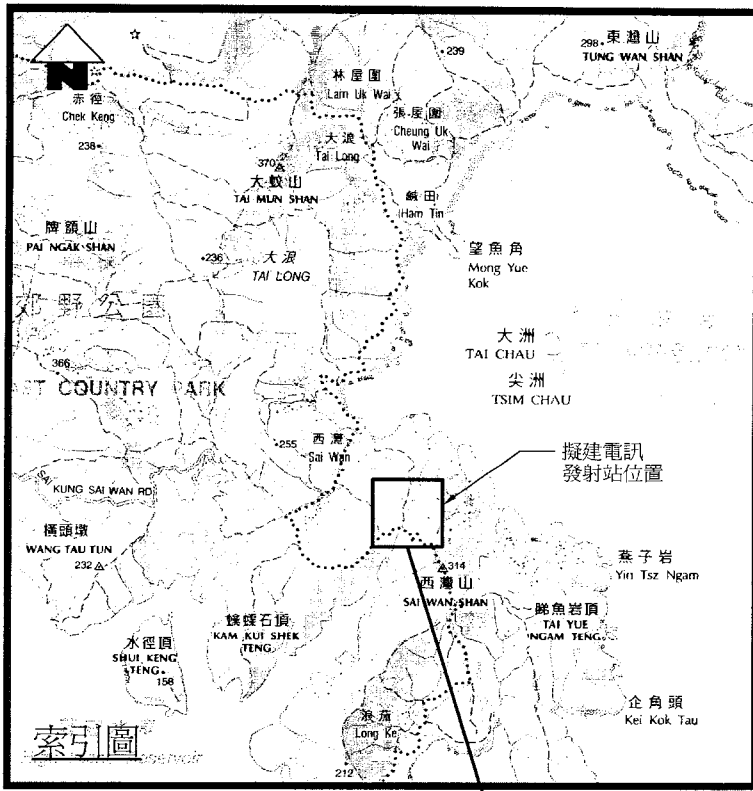 N
赤徑
Chek Keng
238
林屋圍
Lam Uk Wai
239
298
東灣山
TUNG WAN SHAN
張屋圍
Cheung Uk
Wai
大浪
Tai Long
370
大蚊山
TAI MUN SHAN
鹹田
Ham Tin
牌額山
PAI NGAK SHAN
236
大浪
TAI LONG
望魚角
Mong Yue
Kok
郊野公園
大洲
TAI CHAU
366
尖洲
TSIM CHAU
ST COUNTRY PARK
255
西灣
Sai Wan
擬建電訊
發射站位置
SAI
KUNG SAI WAN RD
橫頭墩
WANG TAU TUN
232
314
西灣山
SAI WAN SHAN
燕子岩
Yin Tsz Ngam
睇魚岩頂
TAI YUE
NGAM TENG
水徑頂
SHUI KENG
TENG
158
KAM KUI SHEK
TENG
浪茄
Long Ke
企角頭
Kei Kok Tau
索引圖
servoir
212